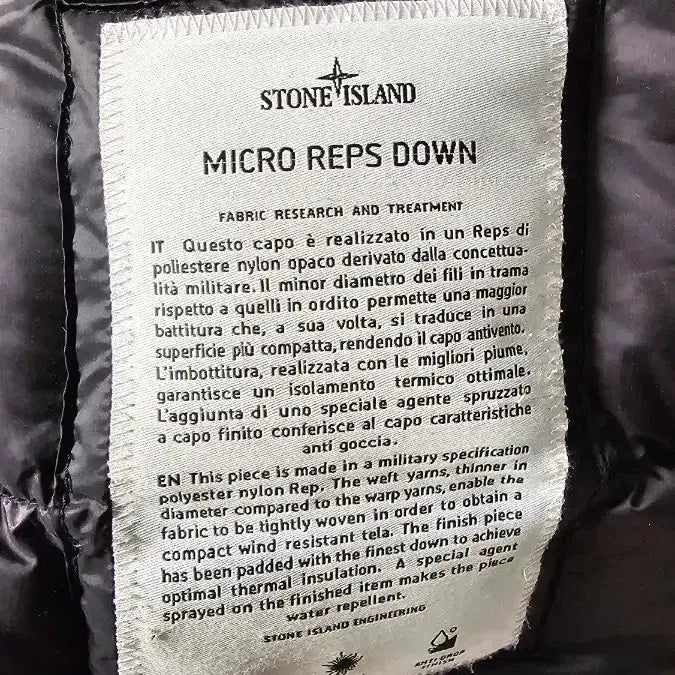 STONE ISLAND
MICRO REPS DOWN
FABRIC RESEARCH AND TREATMENT
IT Questo capo è realizzato in un Reps di
poliestere nylon opaco derivato dalla concettua-
lità militare. Il minor diametro dei fili in trama
rispetto a quelli in ordito permette una maggior
battitura che, a sua volta, si traduce in una
superficie più compatta, rendendo il capo antivento.
L'imbottitura, realizzata con le migliori piume,
garantisce un isolamento termico ottimale.
L'aggiunta di uno speciale agente spruzzato
a capo finito conferisce al capo caratteristiche
anti goccia.
EN This piece is made in a military specification
polyester nylon Rep. The weft yarns, thinner in
diameter compared to the warp yarns, enable the
fabric to be tightly woven in order to obtain a
compact wind resistant tela. The finish piece
has been padded with the finest down to achieve
optimal thermal insulation. A special agent
sprayed on the finished item makes the piece
water repellent.
STONE ISLAND ENGINEERING
ANTI-DROP
FINISH